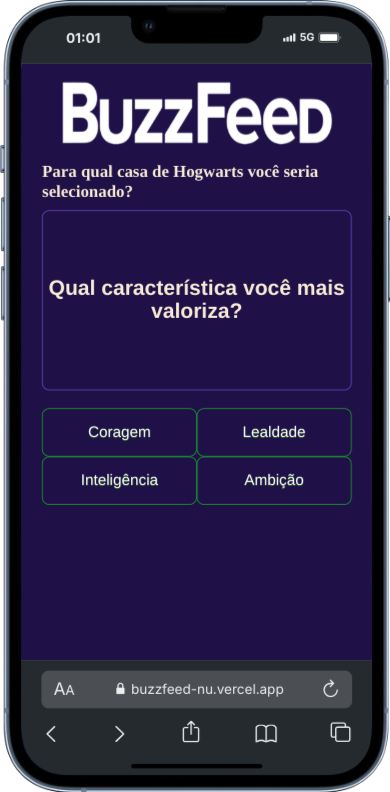 01:01
5G
BuzzFeed
Para qual casa de Hogwarts você seria
selecionado?
Qual característica você mais
valoriza?
Coragem
Lealdade
Inteligência
Ambição
AA
buzzfeed-nu.vercel.app